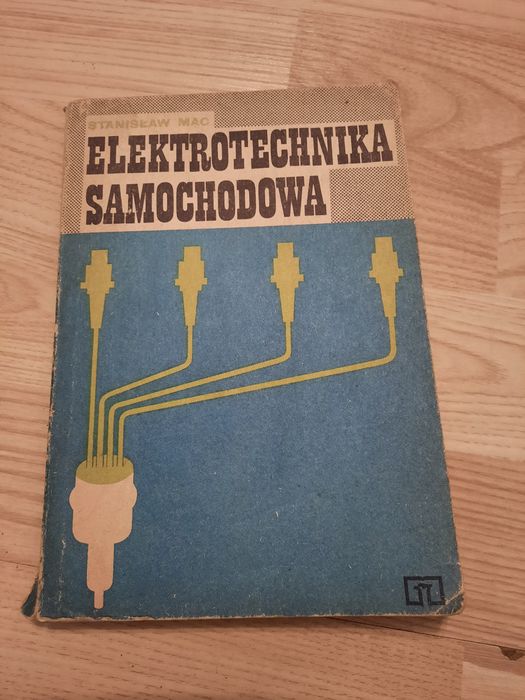 STANISŁAW MAC
ELEKTROTECHNIKA
SAMOCHODOWA